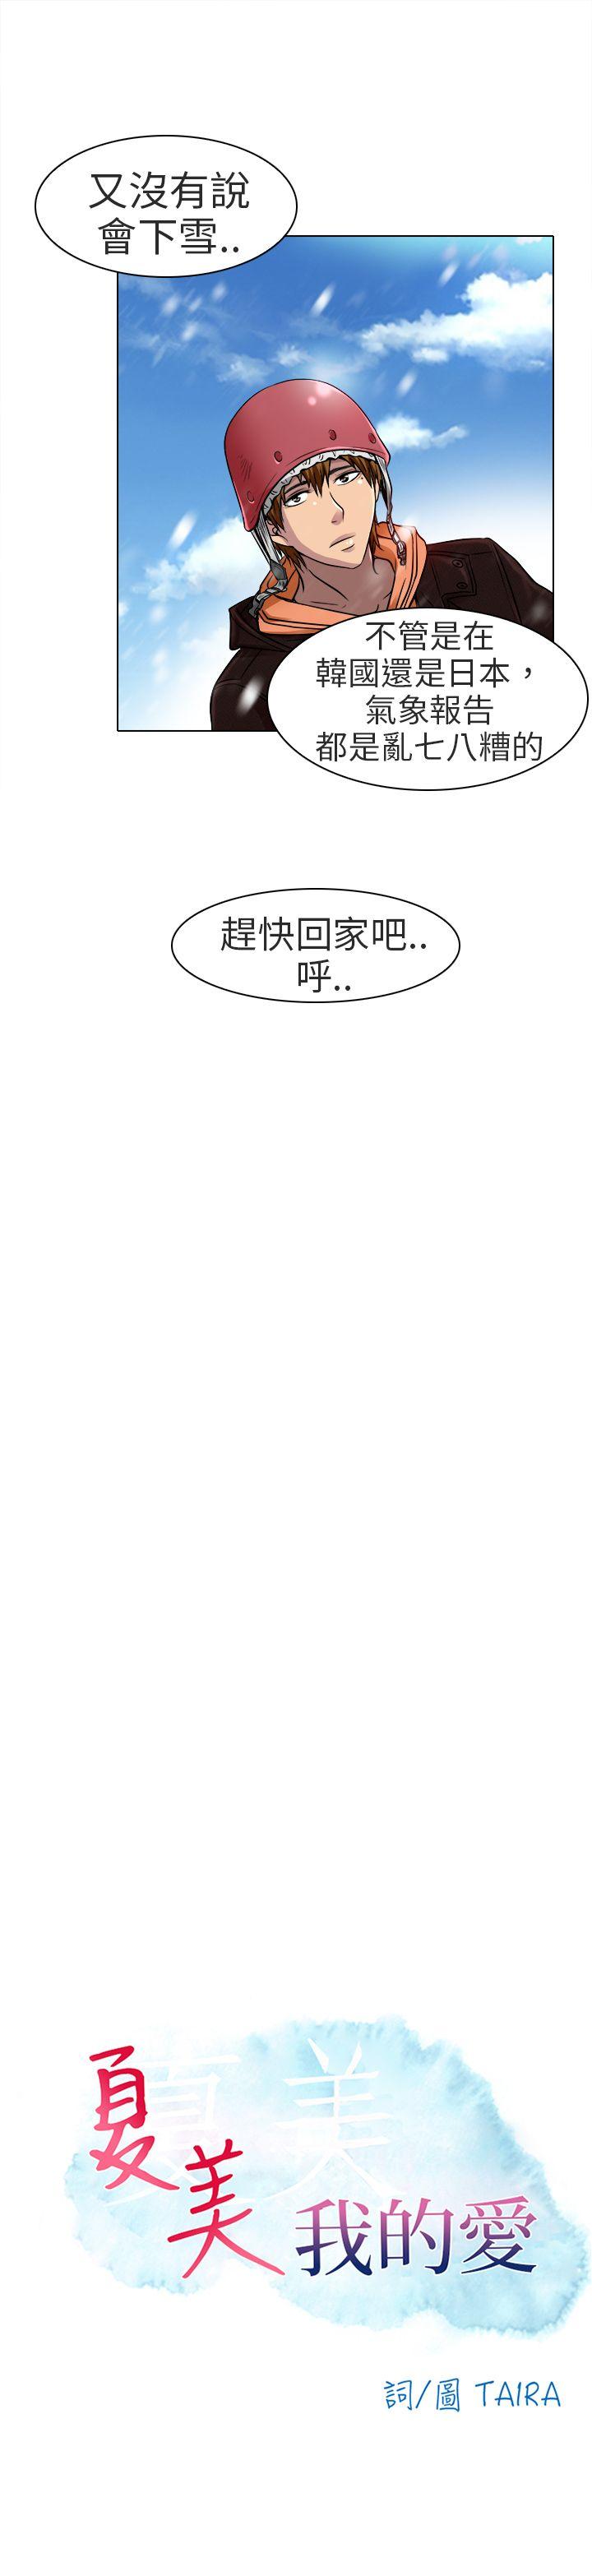 又沒有說
會下雪..
不管是在
韓國還是日本，
氣象報告
都是亂七八糟的
趕快回家吧..
呼..
夏美
夏美
我的愛
詞/圖 TAIRA